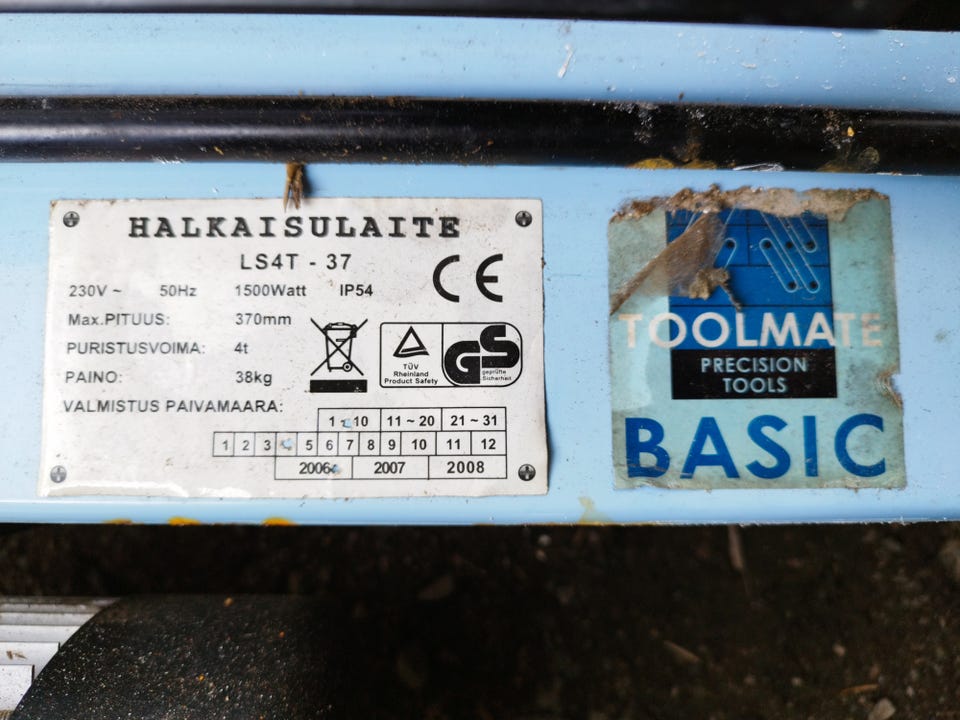 HALKAISULAITE
LS4T - 37
230V ~ 50Hz 1500Watt IP54
Max.PITUUS: 370mm
PURISTUSVOIMA: 4t
PAINO: 38kg
VALMISTUS PAIVAMAARA:
1 ~ 10 11 ~ 20 21 ~ 31
1 2 3 5 6 7 8 9 10 11 12
2006 2007 2008
CE
TÜV
Rheinland
Product Safety
GS
geprüfte
Sicherheit
TOOLMATE
PRECISION
TOOLS
BASIC